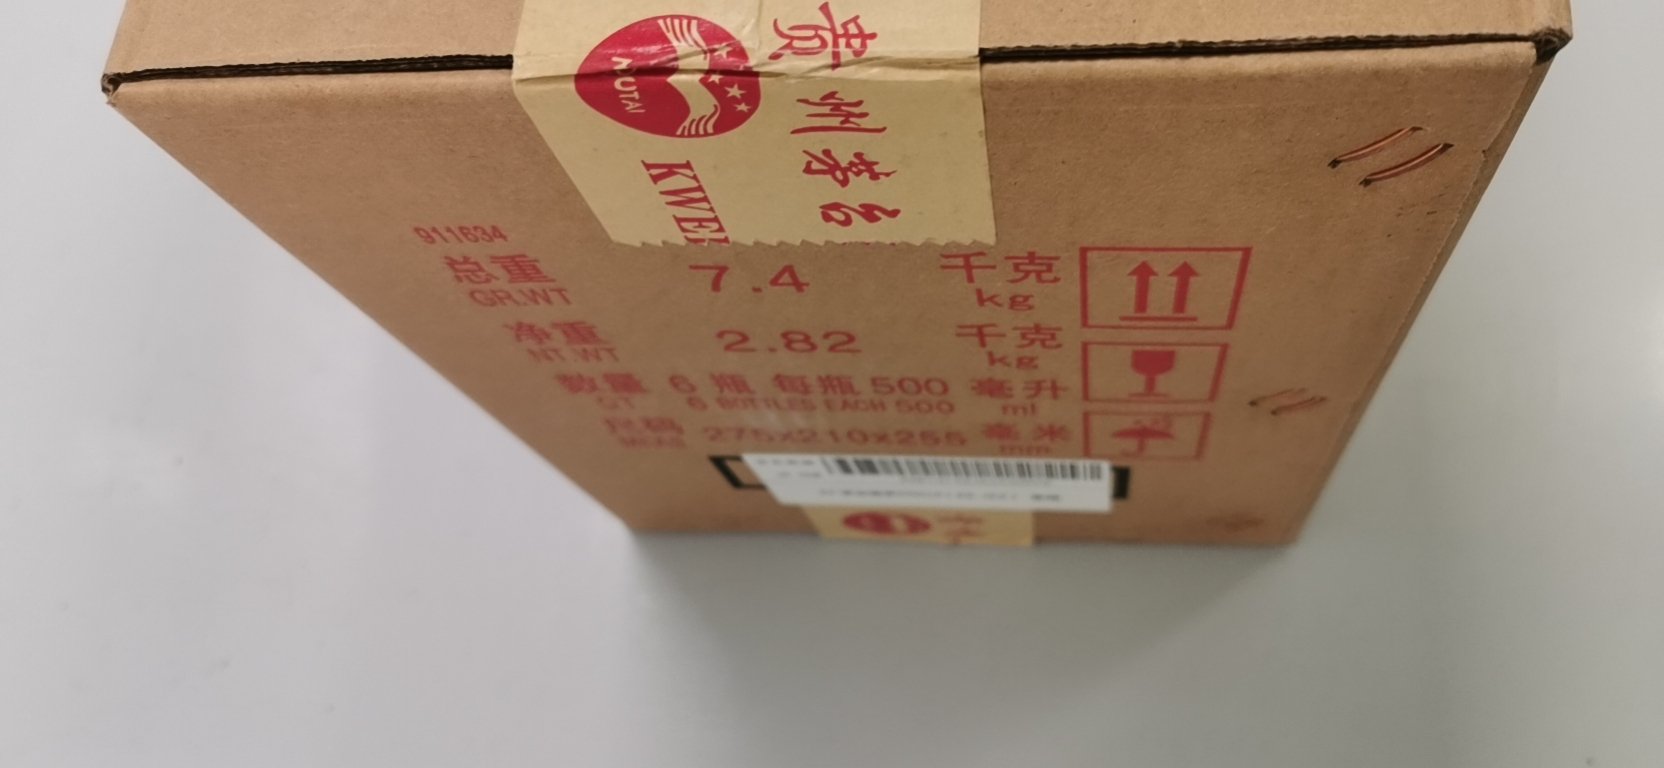 MOUTAI
贵州茅台
KWEI
911634
总重 7.4 千克
GR.WT kg
净重 2.82 千克
NT.WT kg
数量 6 瓶 每瓶 500 毫升
QT 6 BOTTLES EACH 500 ml
尺码 275x210x255 毫米
MEAS mm